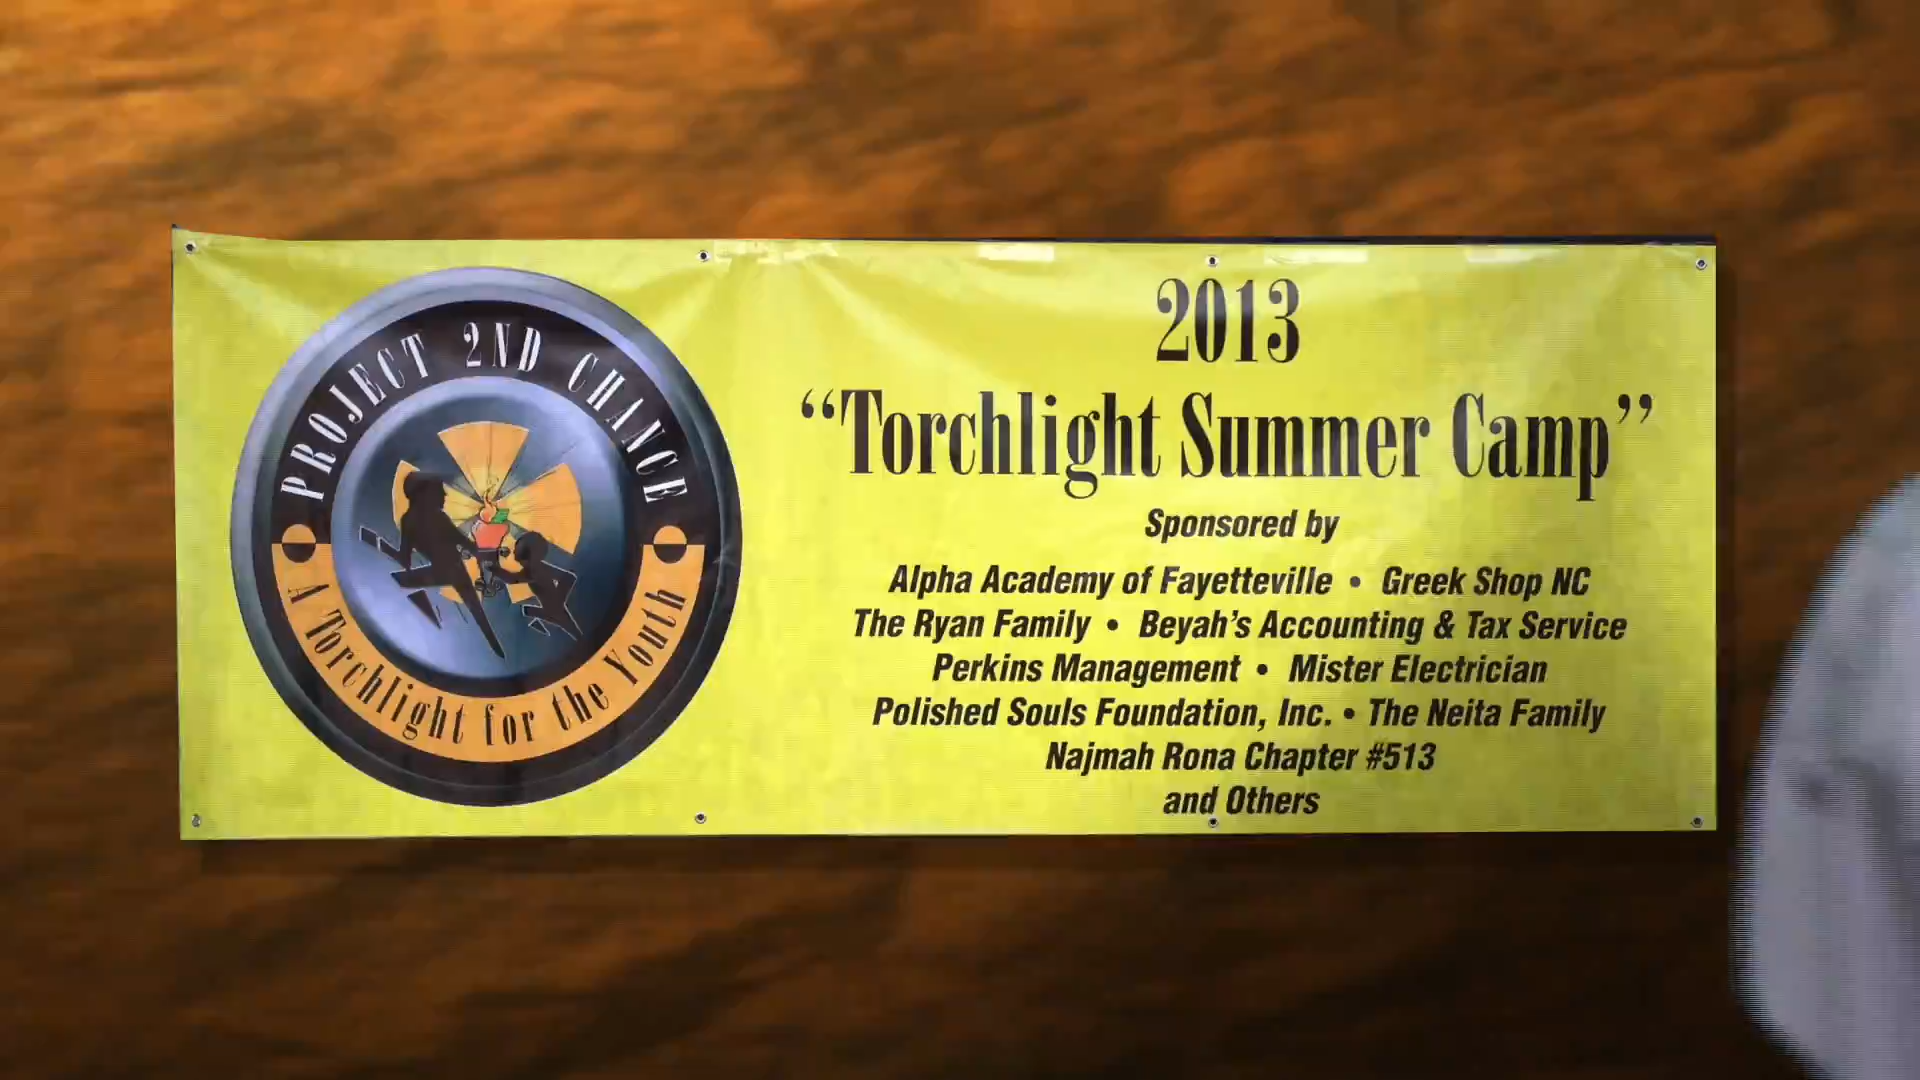 PROJECT 2ND CHANCE
A Torchlight for the Youth
2013
“Torchlight Summer Camp”
Sponsored by
Alpha Academy of Fayetteville • Greek Shop NC
The Ryan Family • Beyah’s Accounting & Tax Service
Perkins Management • Mister Electrician
Polished Souls Foundation, Inc. • The Neita Family
Najmah Rona Chapter #513
and Others